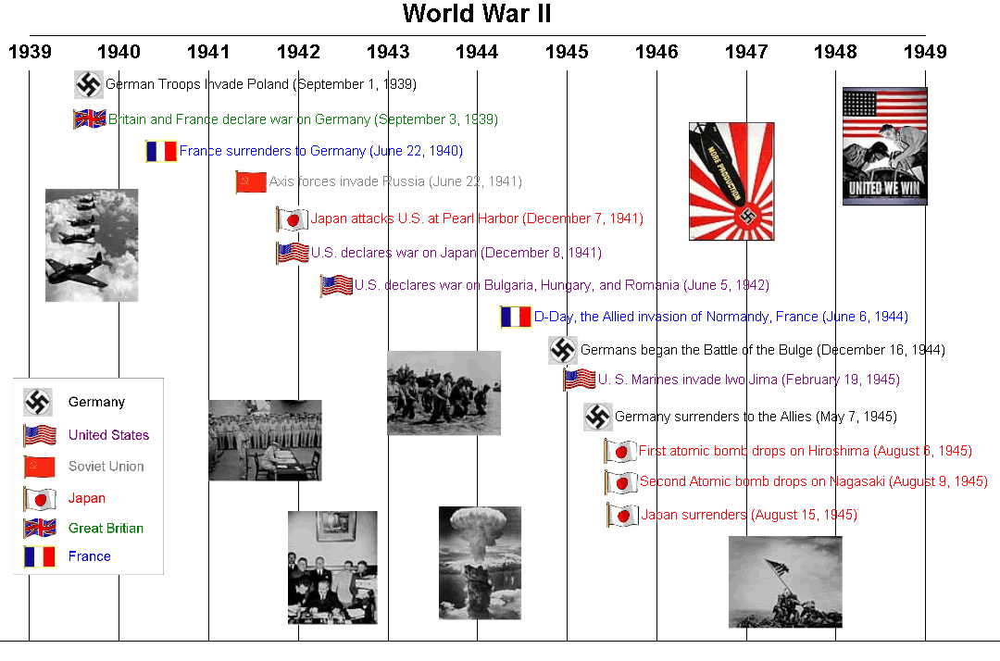 World War II
1939 1940 1941 1942 1943 1944 1945 1946 1947 1948 1949
German Troops Invade Poland (September 1, 1939)
Britain and France declare war on Germany (September 3, 1939)
France surrenders to Germany (June 22, 1940)
Axis forces invade Russia (June 22, 1941)
Japan attacks U.S. at Pearl Harbor (December 7, 1941)
U.S. declares war on Japan (December 8, 1941)
U.S. declares war on Bulgaria, Hungary, and Romania (June 5, 1942)
D-Day, the Allied invasion of Normandy, France (June 6, 1944)
Germans began the Battle of the Bulge (December 16, 1944)
U. S. Marines invade Iwo Jima (February 19, 1945)
Germany surrenders to the Allies (May 7, 1945)
First atomic bomb drops on Hiroshima (August 6, 1945)
Second Atomic bomb drops on Nagasaki (August 9, 1945)
Japan surrenders (August 15, 1945)
MORE PRODUCTION
UNITED WE WIN
Germany
United States
Soviet Union
Japan
Great Britian
France